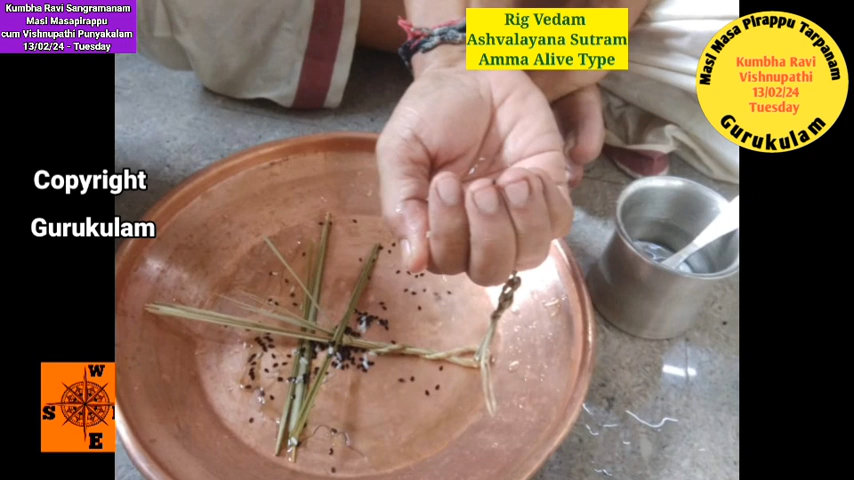 Kumbha Ravi Sangramanam
Masi Masapirappu
cum Vishnupathi Punyakalam
13/02/24 - Tuesday
Rig Vedam
Ashvalayana Sutram
Amma Alive Type
Masi Masa Pirappu Tarpanam
Kumbha Ravi
Vishnupathi
13/02/24
Tuesday
Gurukulam
Copyright
Gurukulam
W
S
E